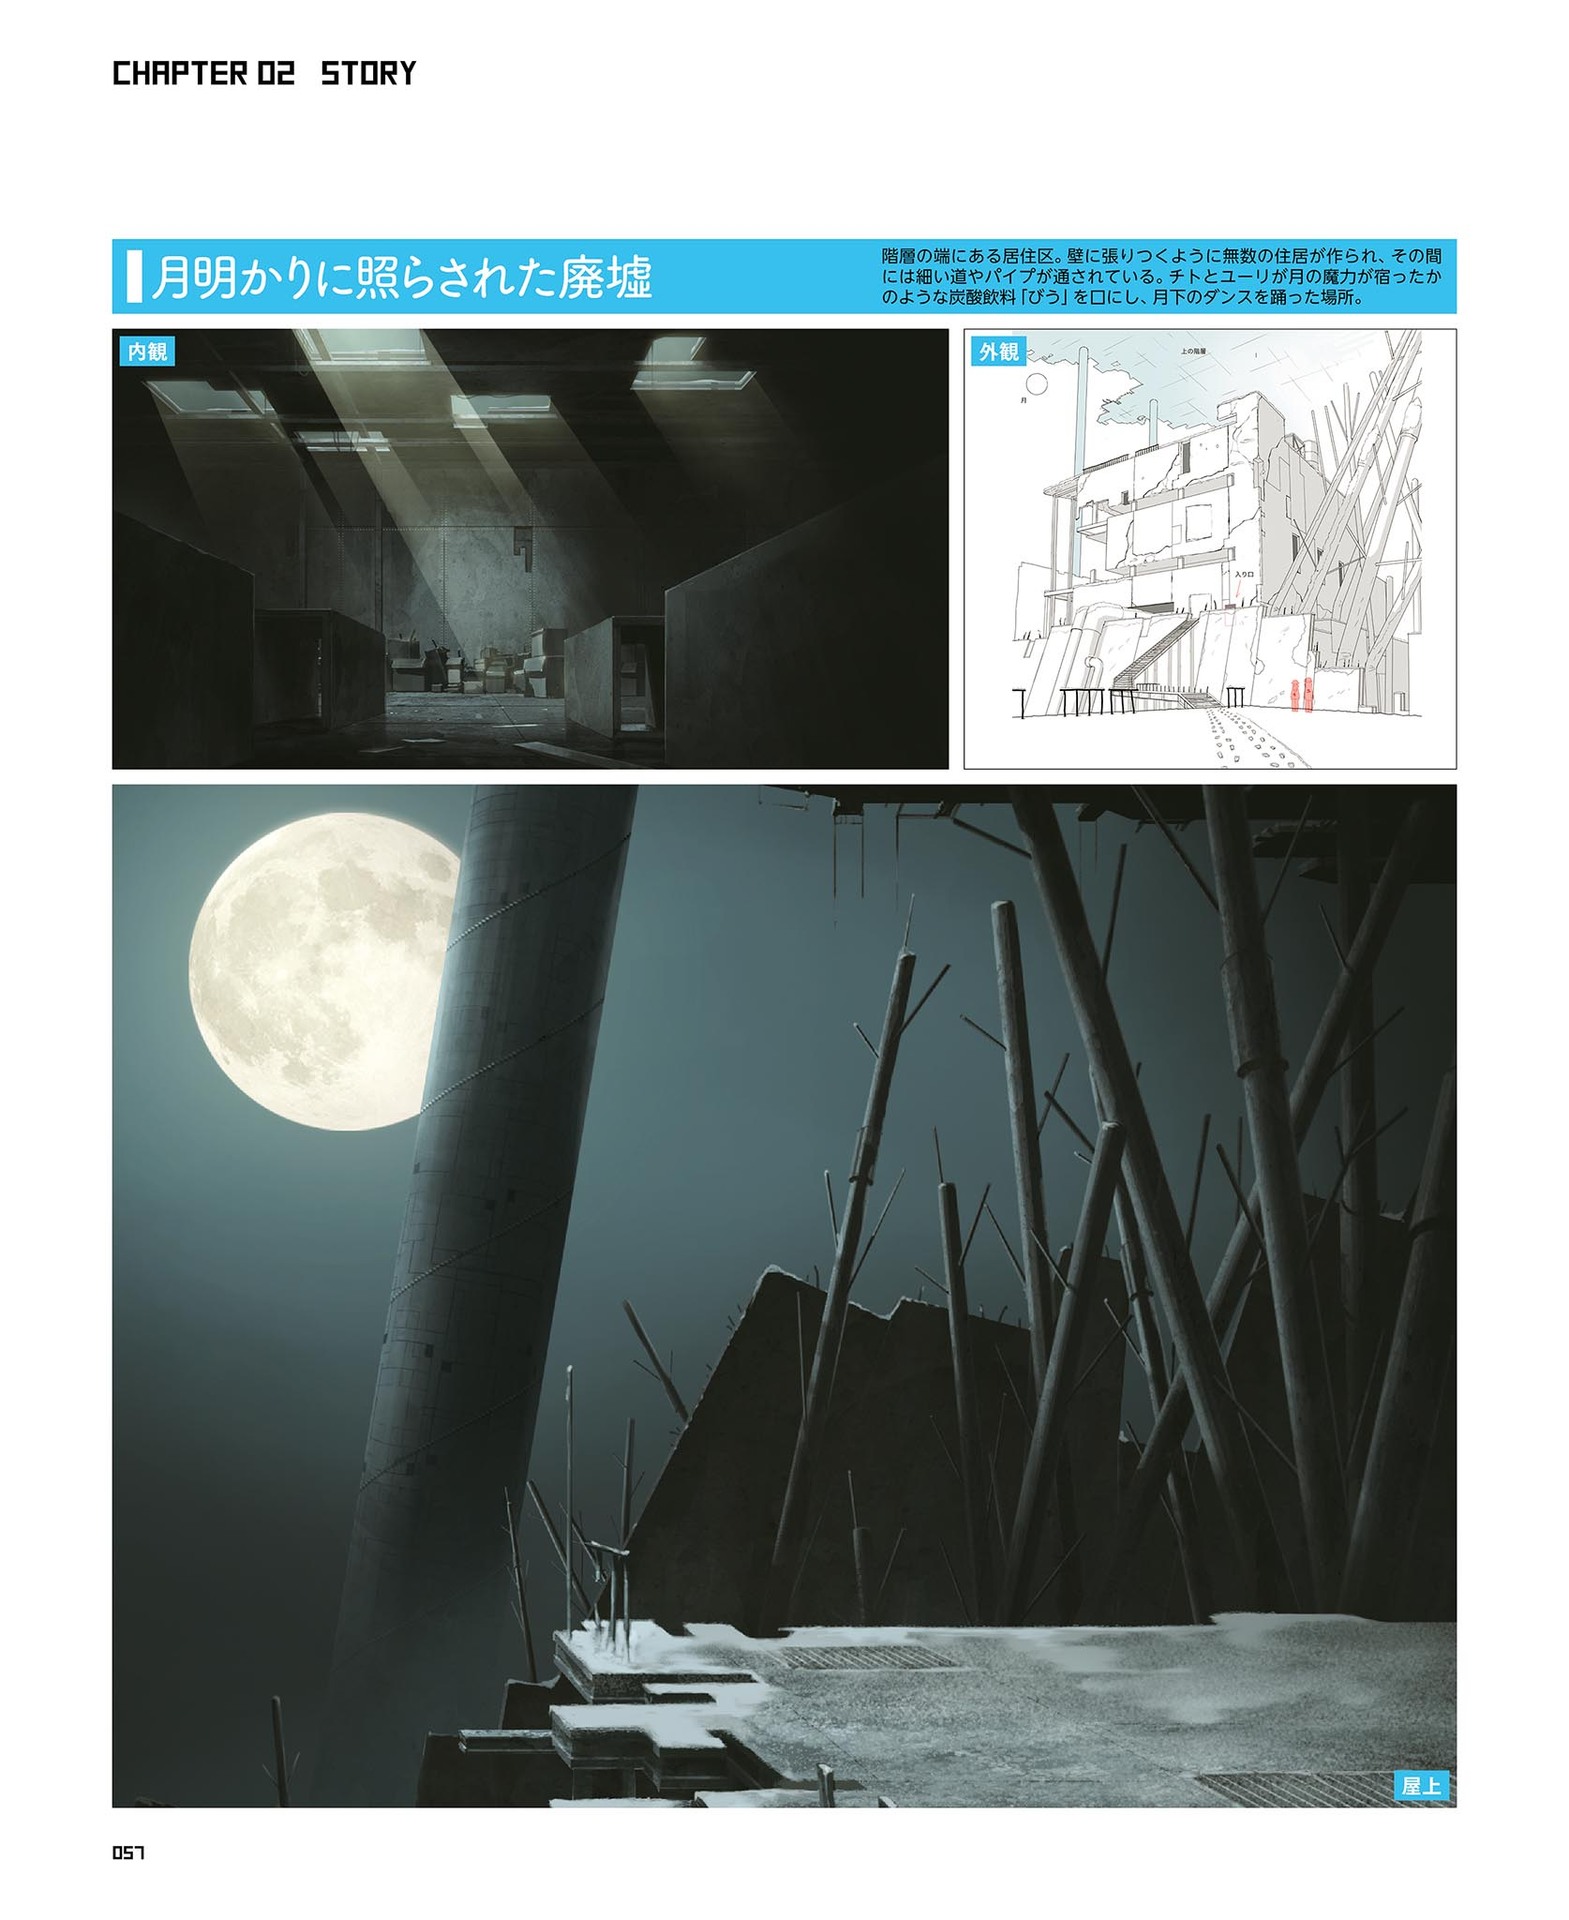 CHAPTER 02 STORY
月明かりに照らされた廃墟
階層の端にある居住区。壁に張りつくように無数の住居が作られ、その間
には細い道やパイプが通されている。チトとユーリが月の魔力が宿ったか
のような炭酸飲料「びう」を口にし、月下のダンスを踊った場所。
内観
外観
上の階層
月
入り口
屋上
057